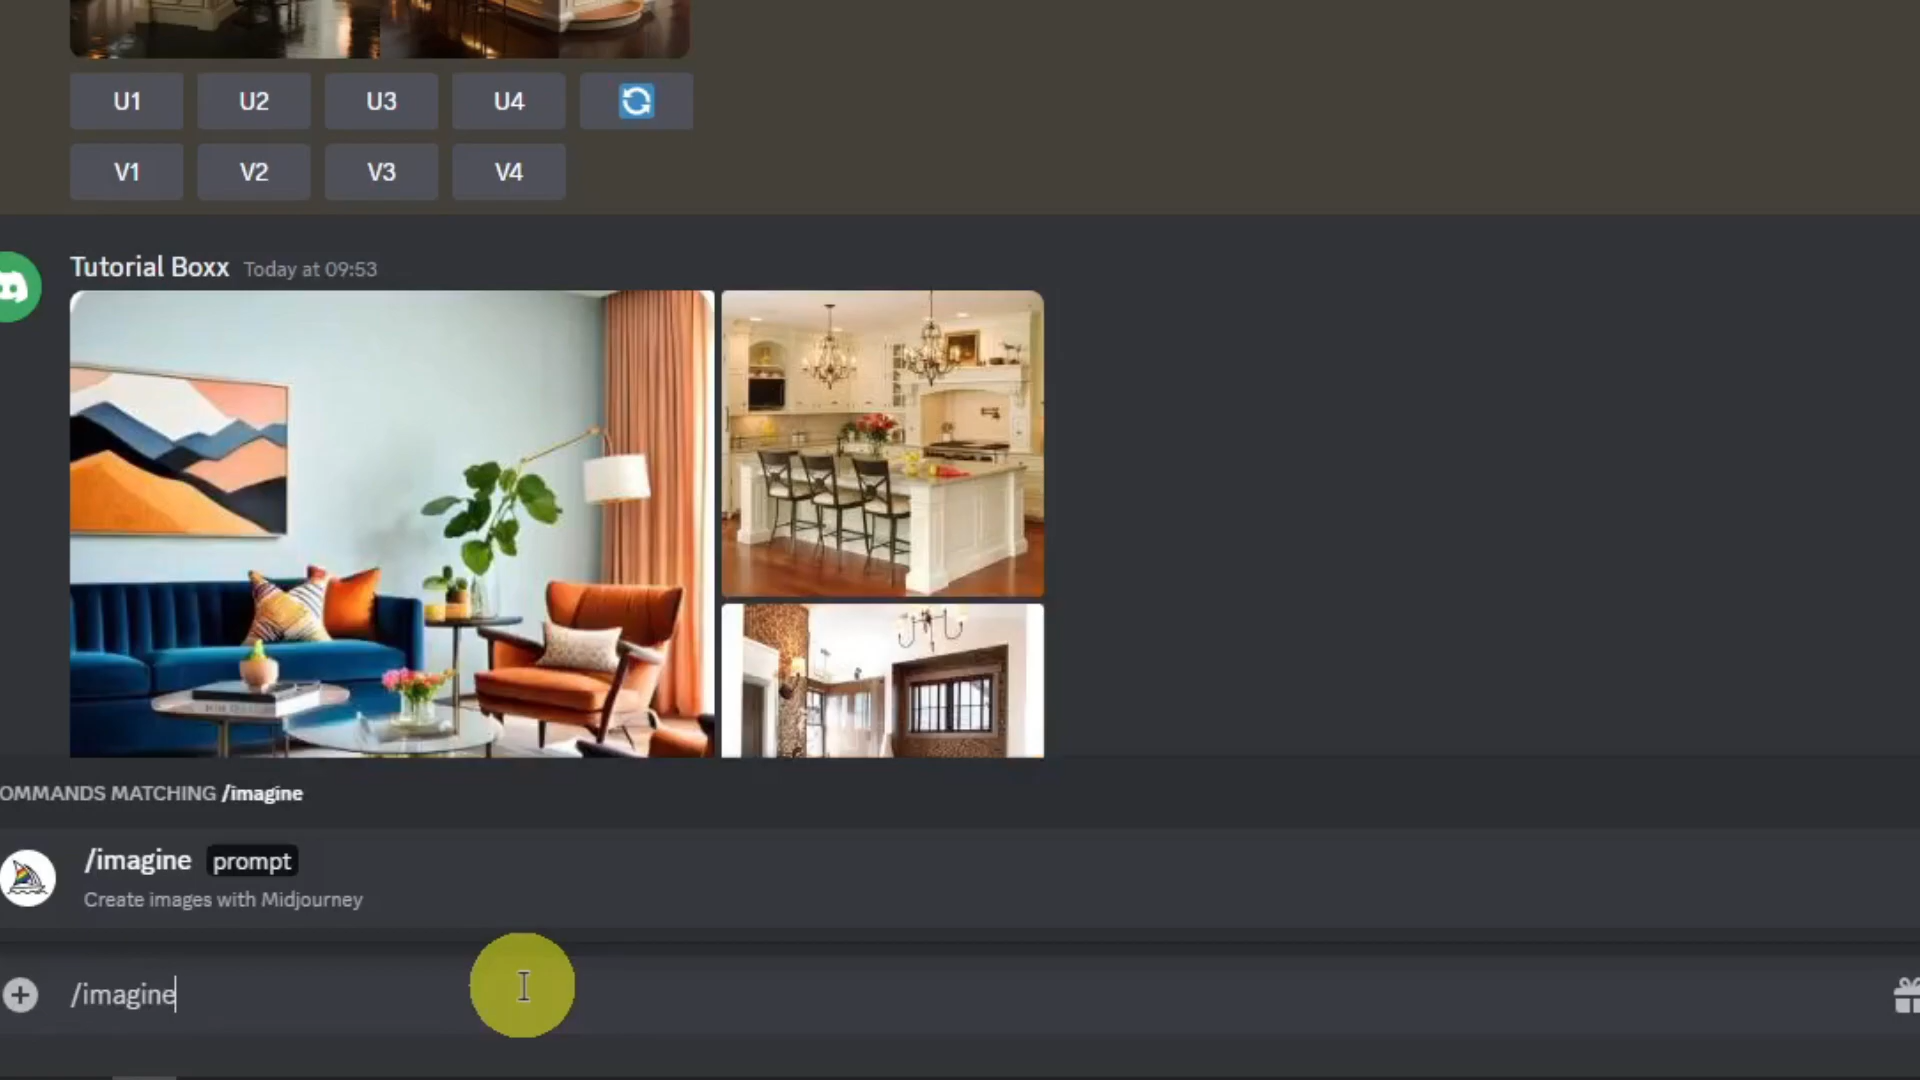 U1 U2 U3 U4
V1 V2 V3 V4
Tutorial Boxx Today at 09:53
OMMANDS MATCHING /imagine
/imagine prompt
Create images with Midjourney
/imagine